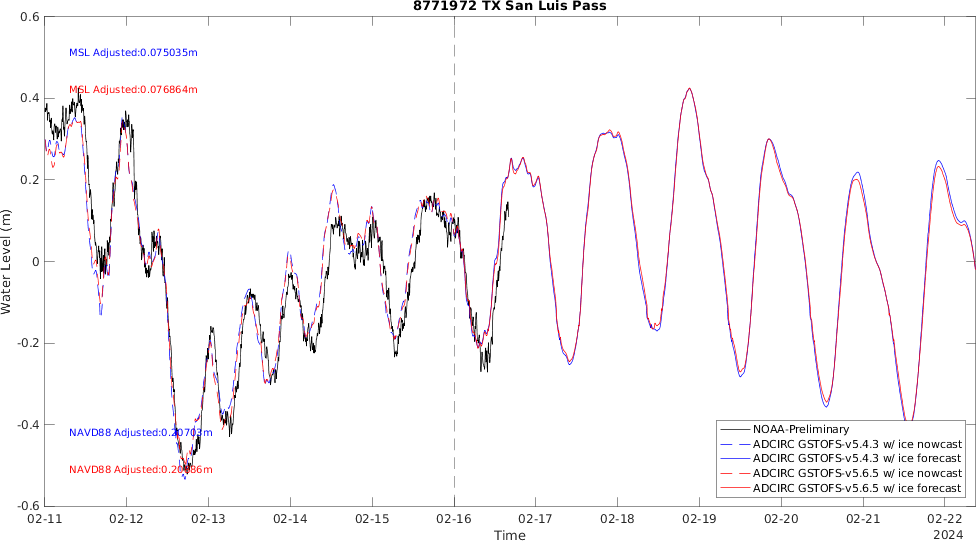 8771972 TX San Luis Pass
0.6
MSL Adjusted:0.075035m
MSL Adjusted:0.076864m
0.4
0.2
0
-0.2
-0.4
-0.6
Water Level (m)
NAVD88 Adjusted:0.20703m
NAVD88 Adjusted:0.20886m
NOAA-Preliminary
ADCIRC GSTOFS-v5.4.3 w/ ice nowcast
ADCIRC GSTOFS-v5.4.3 w/ ice forecast
ADCIRC GSTOFS-v5.6.5 w/ ice nowcast
ADCIRC GSTOFS-v5.6.5 w/ ice forecast
02-11 02-12 02-13 02-14 02-15 02-16 02-17 02-18 02-19 02-20 02-21 02-22
2024
Time